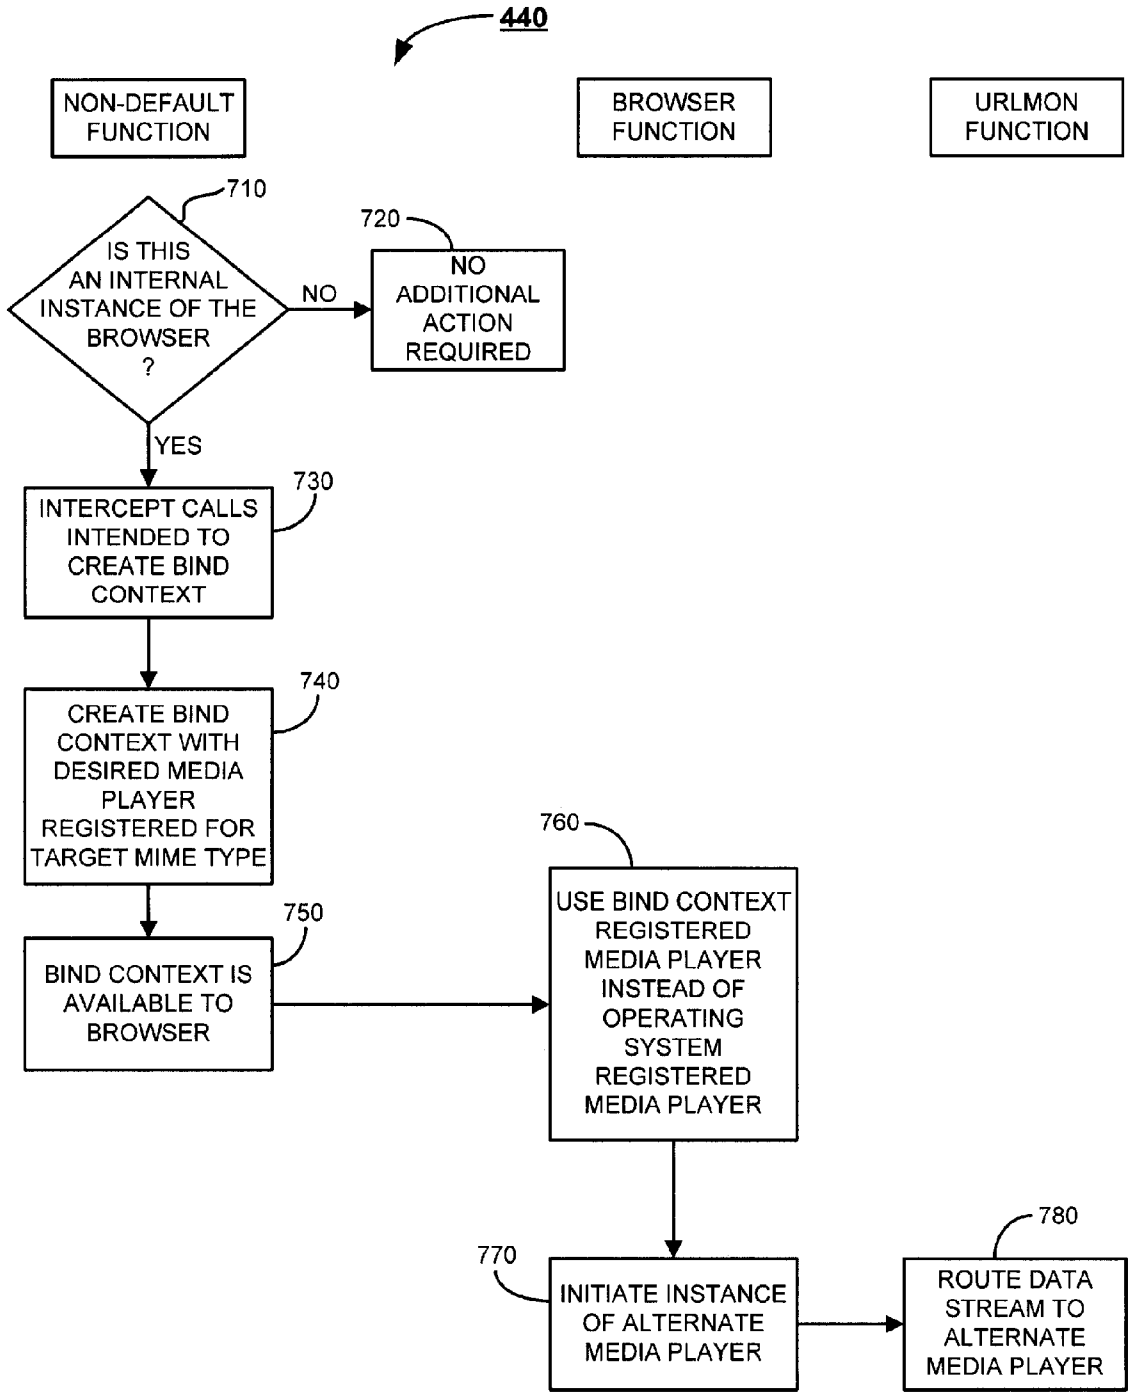 440
NON-DEFAULT
FUNCTION
BROWSER
FUNCTION
URLMON
FUNCTION
710
IS THIS
AN INTERNAL
INSTANCE OF THE
BROWSER
?
NO
720
NO
ADDITIONAL
ACTION
REQUIRED
YES
730
INTERCEPT CALLS
INTENDED TO
CREATE BIND
CONTEXT
740
CREATE BIND
CONTEXT WITH
DESIRED MEDIA
PLAYER
REGISTERED FOR
TARGET MIME TYPE
750
BIND CONTEXT IS
AVAILABLE TO
BROWSER
760
USE BIND CONTEXT
REGISTERED
MEDIA PLAYER
INSTEAD OF
OPERATING
SYSTEM
REGISTERED
MEDIA PLAYER
770
INITIATE INSTANCE
OF ALTERNATE
MEDIA PLAYER
780
ROUTE DATA
STREAM TO
ALTERNATE
MEDIA PLAYER